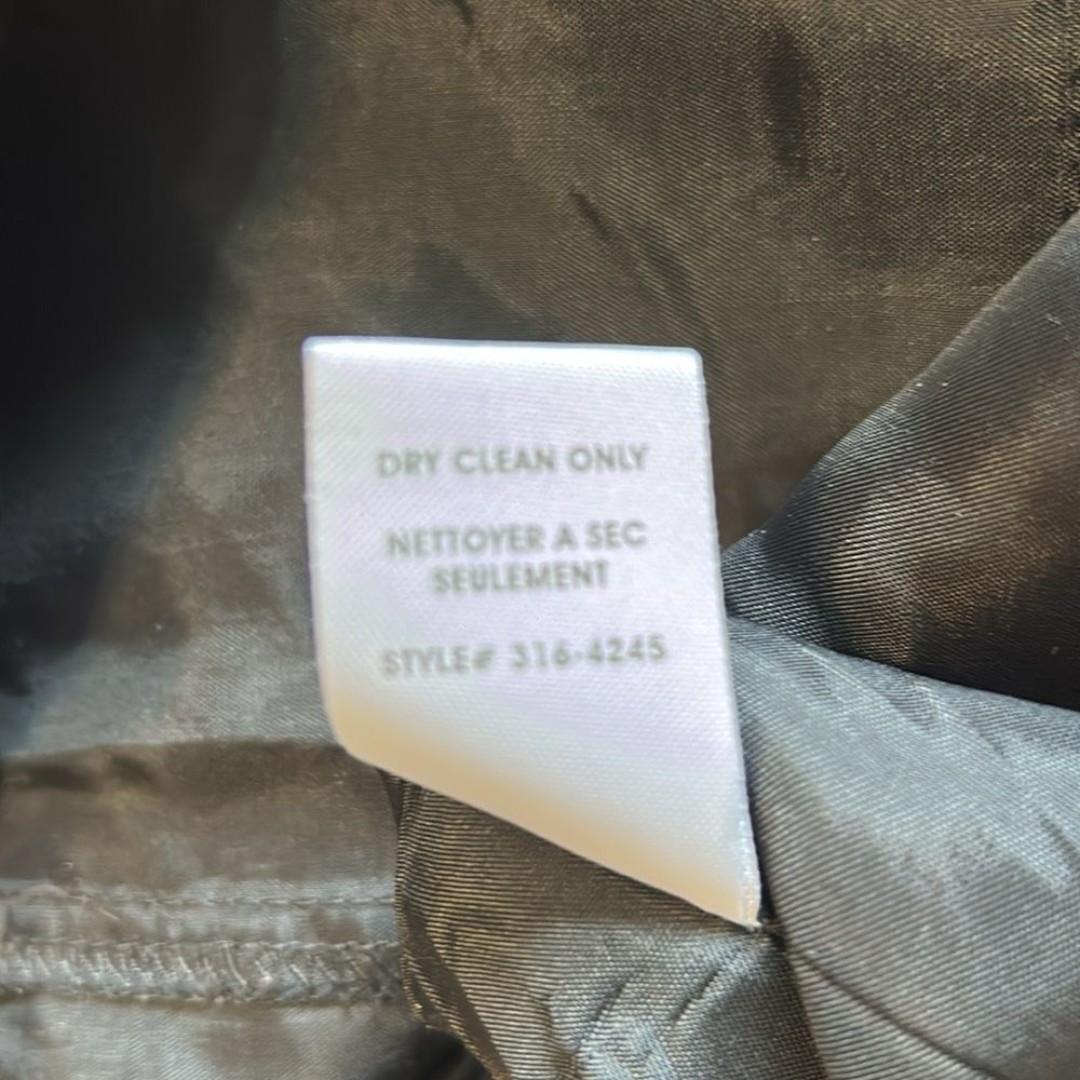 DRY CLEAN ONLY
NETTOYER A SEC
SEULEMENT
STYLE# 316-4245